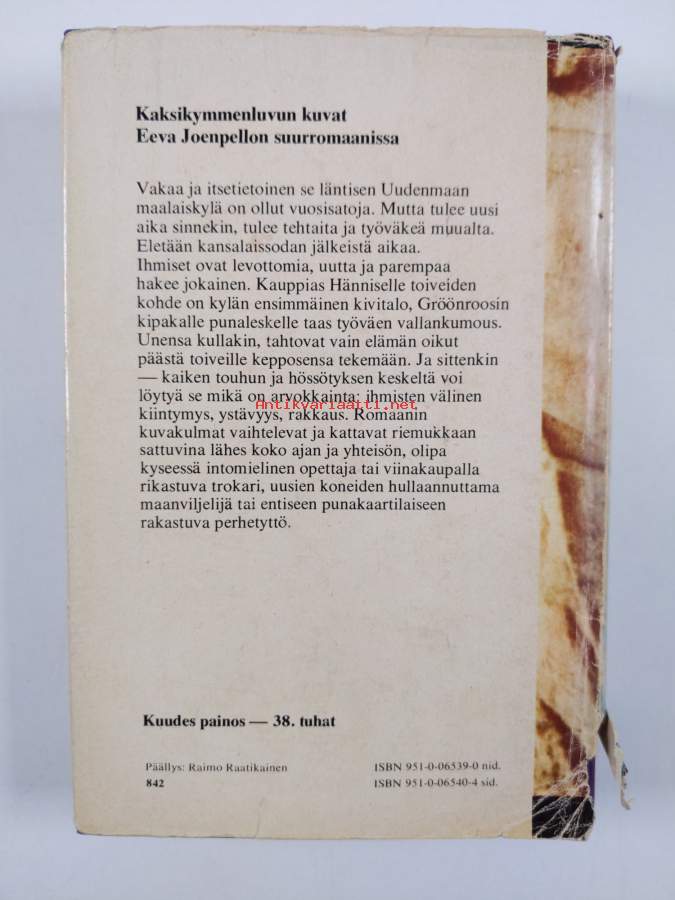 Kaksikymmenluvun kuvat
Eeva Joenpellon suurromaanissa
Vakaa ja itsetietoinen se läntisen Uudenmaan
maalaiskylä on ollut vuosisatoja. Mutta tulee uusi
aika sinnekin, tulee tehtaita ja työväkeä muualta.
Eletään kansalaissodan jälkeistä aikaa.
Ihmiset ovat levottomia, uutta ja parempaa
hakee jokainen. Kauppias Hänniselle toiveiden
kohde on kylän ensimmäinen kivitalo, Gröönroosin
kipakalle punaleskelle taas työväen vallankumous.
Unensa kullakin, tahtovat vain elämän oikut
päästä toiveille kepposensa tekemään. Ja sittenkin
— kaiken touhun ja hössötyksen keskeltä voi
löytyä se mikä on arvokkainta: ihmisten välinen
Antikvariaatti.net
kiintymys, ystävyys, rakkaus. Romaanin
kuvakulmat vaihtelevat ja kattavat riemukkaan
sattuvina lähes koko ajan ja yhteisön, olipa
kyseessä intomielinen opettaja tai viinakaupalla
rikastuva trokari, uusien koneiden hullaannuttama
maanviljelijä tai entiseen punakaartilaiseen
rakastuva perhetyttö.
Kuudes painos — 38. tuhat
Päällys: Raimo Raatikainen
842
ISBN 951-0-06539-0 nid.
ISBN 951-0-06540-4 sid.